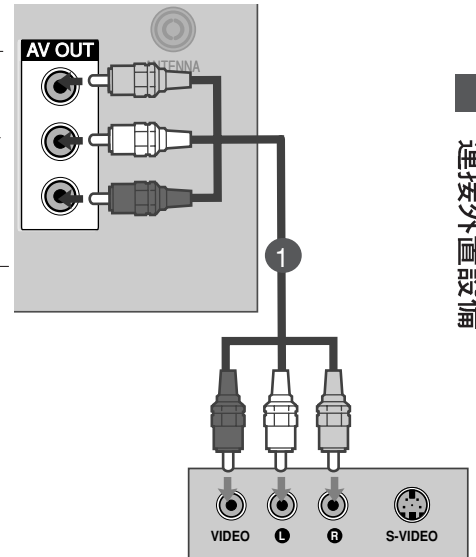 AV OUT
ANTENNA
1
連接外置設備
VIDEO L R S-VIDEO